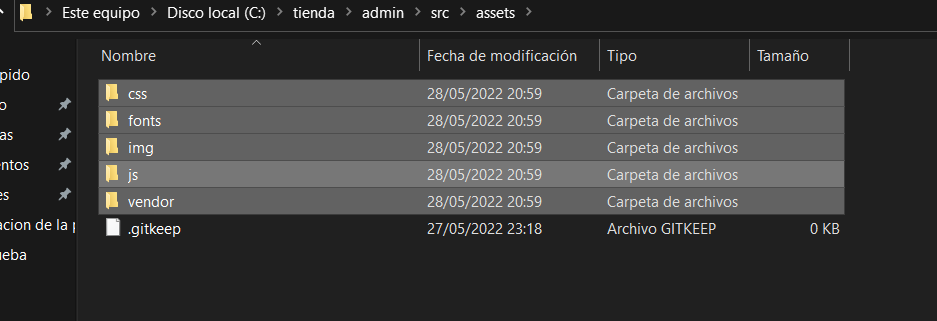 Este equipo > Disco local (C:) > tienda > admin > src > assets >
Nombre Fecha de modificación Tipo Tamaño
css 28/05/2022 20:59 Carpeta de archivos
fonts 28/05/2022 20:59 Carpeta de archivos
img 28/05/2022 20:59 Carpeta de archivos
js 28/05/2022 20:59 Carpeta de archivos
vendor 28/05/2022 20:59 Carpeta de archivos
.gitkeep 27/05/2022 23:18 Archivo GITKEEP 0 KB
pido
o
as
entos
es
acion de la p
ueba